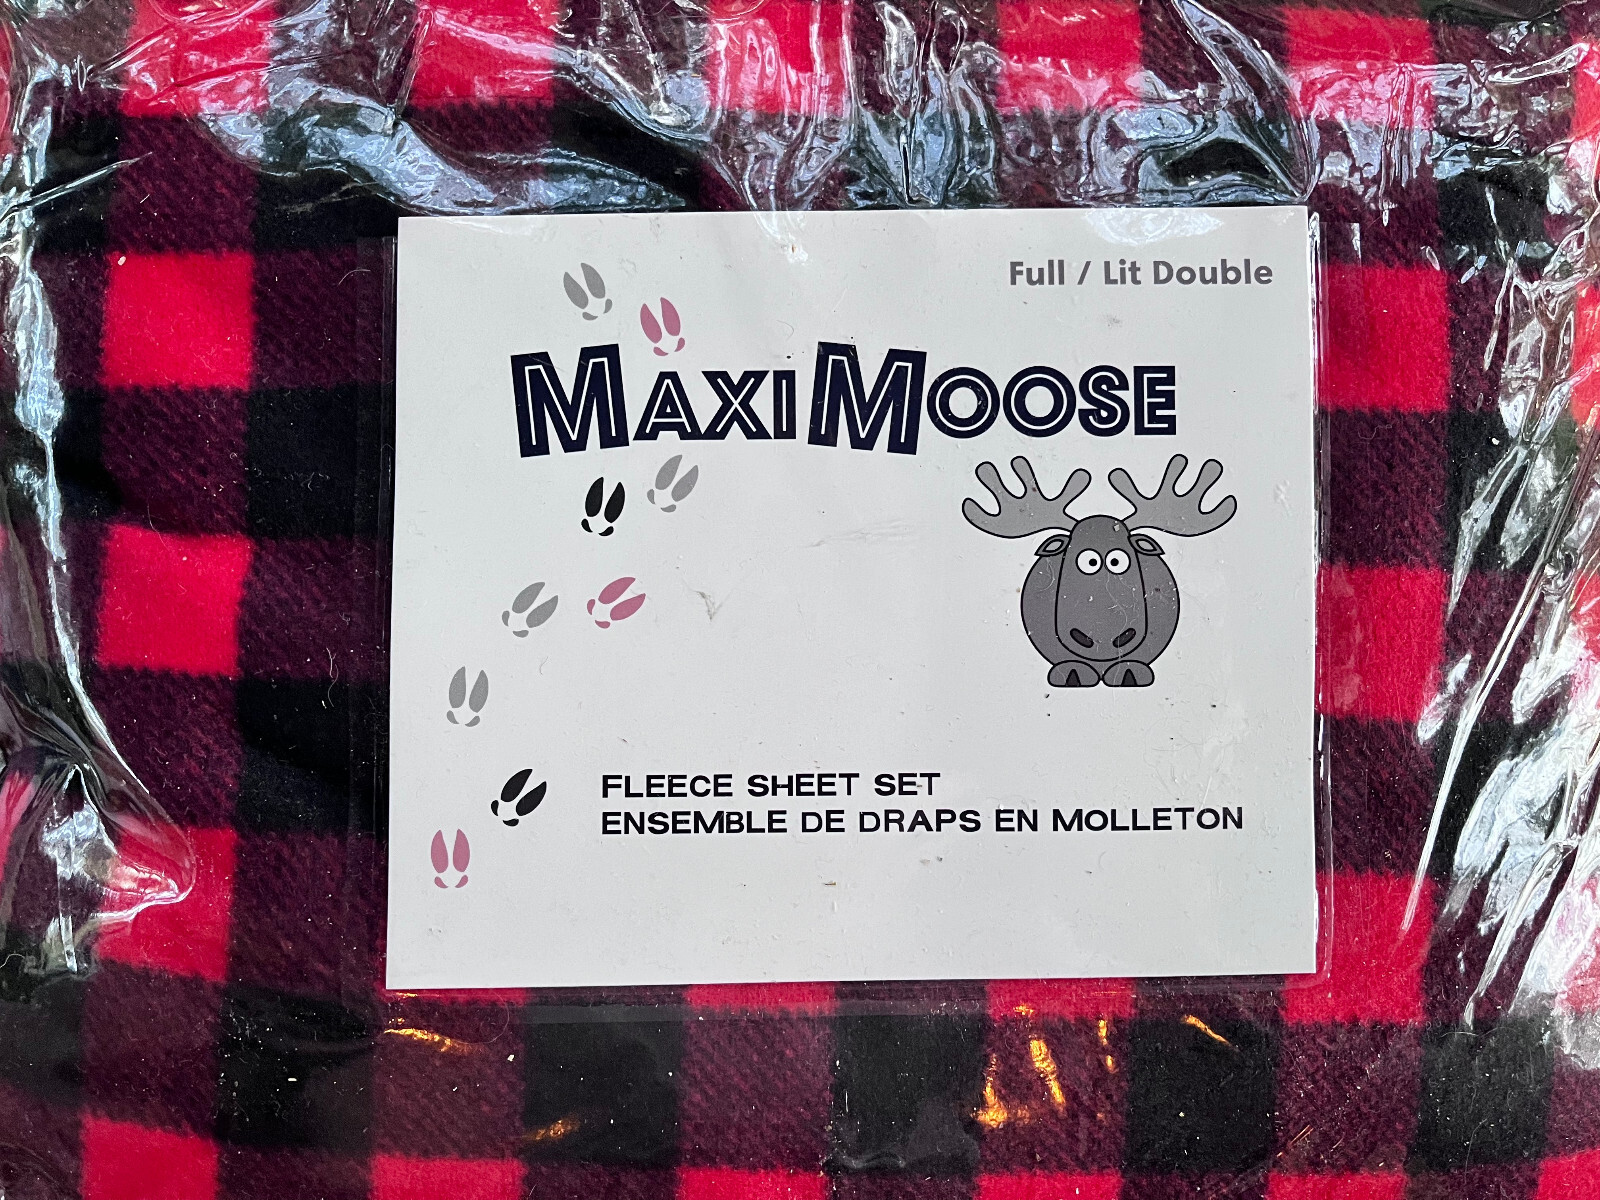 Full / Lit Double
MAXIMOOSE
FLEECE SHEET SET
ENSEMBLE DE DRAPS EN MOLLETON